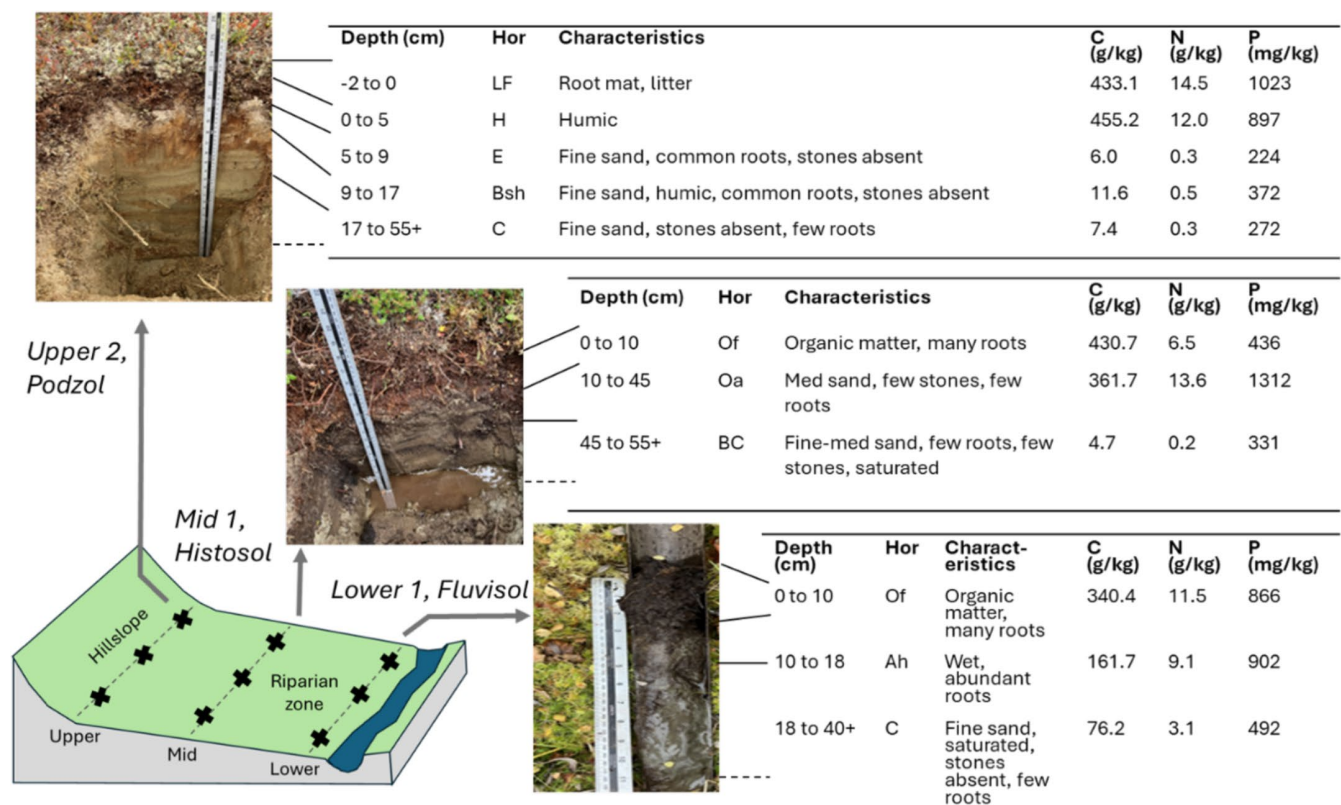 Depth (cm) Hor Characteristics C (g/kg) N (g/kg) P (mg/kg)
-2 to 0 LF Root mat, litter 433.1 14.5 1023
0 to 5 H Humic 455.2 12.0 897
5 to 9 E Fine sand, common roots, stones absent 6.0 0.3 224
9 to 17 Bsh Fine sand, humic, common roots, stones absent 11.6 0.5 372
17 to 55+ C Fine sand, stones absent, few roots 7.4 0.3 272
Upper 2,
Podzol
Depth (cm) Hor Characteristics C (g/kg) N (g/kg) P (mg/kg)
0 to 10 Of Organic matter, many roots 430.7 6.5 436
10 to 45 Oa Med sand, few stones, few 361.7 13.6 1312
roots
45 to 55+ BC Fine-med sand, few roots, few 4.7 0.2 331
stones, saturated
Mid 1,
Histosol
Lower 1, Fluvisol
Depth Hor Charact- C N P
(cm) eristics (g/kg) (g/kg) (mg/kg)
0 to 10 Of Organic 340.4 11.5 866
matter,
many roots
10 to 18 Ah Wet, 161.7 9.1 902
abundant
roots
18 to 40+ C Fine sand, 76.2 3.1 492
saturated,
stones
absent, few
roots
Hillslope
Riparian
zone
Upper
Mid
Lower